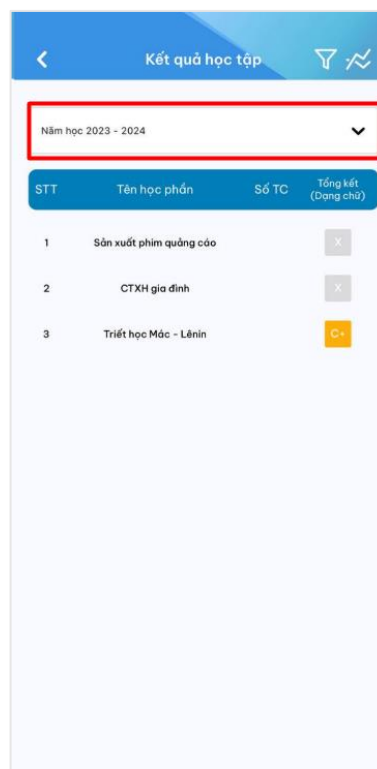 Kết quả học tập
Năm học 2023 - 2024
STT Tên học phần Số TC Tổng kết (Dạng chữ)
1 Sản xuất phim quảng cáo X
2 CTXH gia đình X
3 Triết học Mác - Lênin C+